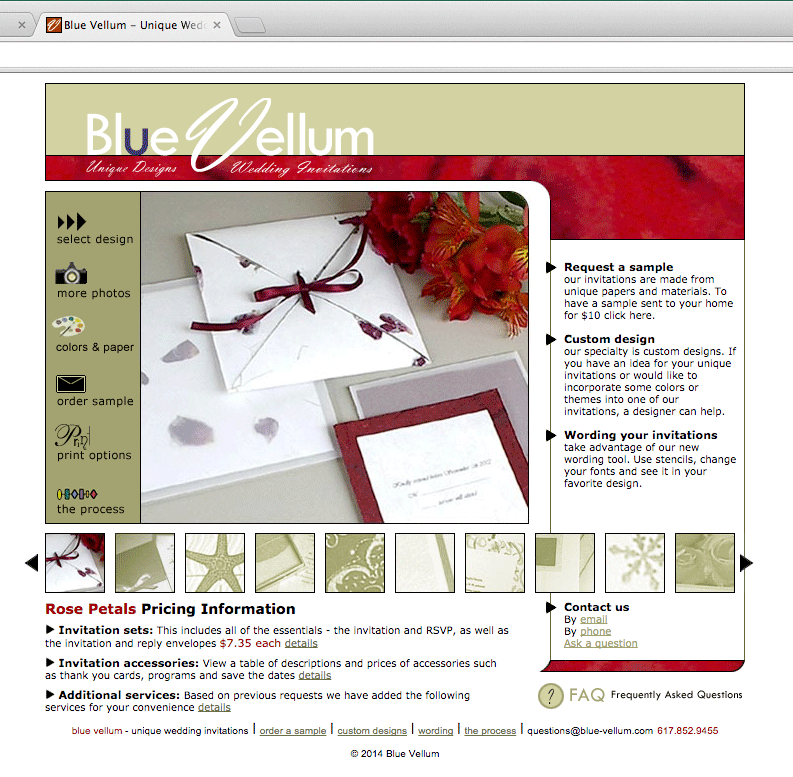 Blue Vellum – Unique Wed
Blue Vellum
Unique Designs Wedding Invitations
select design
more photos
colors & paper
order sample
Print
print options
the process
Request a sample
our invitations are made from
unique papers and materials. To
have a sample sent to your home
for $10 click here.
Custom design
our specialty is custom designs. If
you have an idea for your unique
invitations or would like to
incorporate some colors or
themes into one of our
invitations, a designer can help.
Wording your invitations
take advantage of our new
wording tool. Use stencils, change
your fonts and see it in your
favorite design.
Rose Petals Pricing Information
Invitation sets: This includes all of the essentials - the invitation and RSVP, as well as
the invitation and reply envelopes $7.35 each details
Invitation accessories: View a table of descriptions and prices of accessories such
as thank you cards, programs and save the dates details
Additional services: Based on previous requests we have added the following
services for your convenience details
Contact us
By email
By phone
Ask a question
? FAQ Frequently Asked Questions
blue vellum - unique wedding invitations | order a sample | custom designs | wording | the process | questions@blue-vellum.com 617.852.9455
© 2014 Blue Vellum